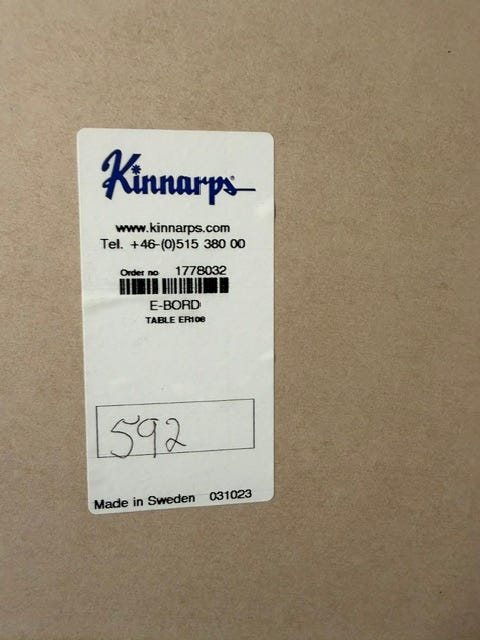 Kinnarps
www.kinnarps.com
Tel. +46-(0)515 380 00
Order no 1778032
E-BORD
TABLE ER106
592
Made in Sweden 031023